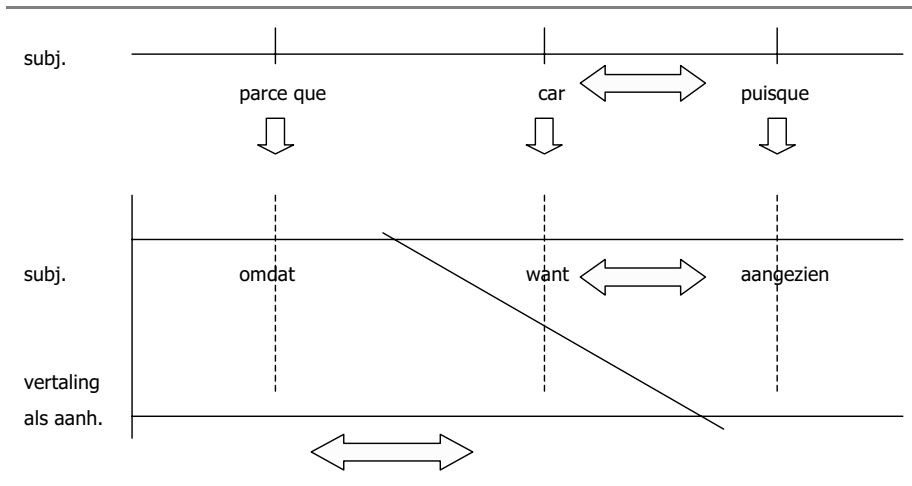 subj.
parce que car puisque
subj. omdat want aangezien
vertaling
als aanh.